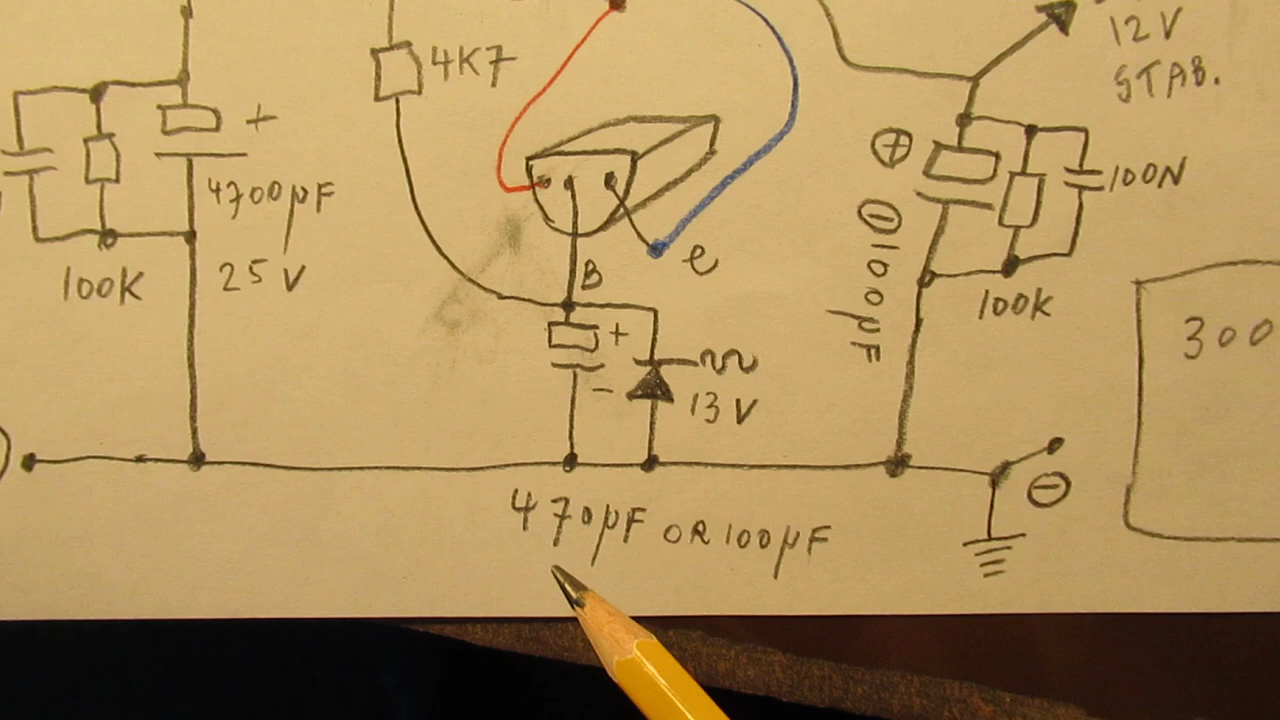 4K7
+
4700µF
25V
100K
B
e
+
-
13V
470µF OR 100µF
12V
STAB.
+
-
100µF
100N
100K
-
300